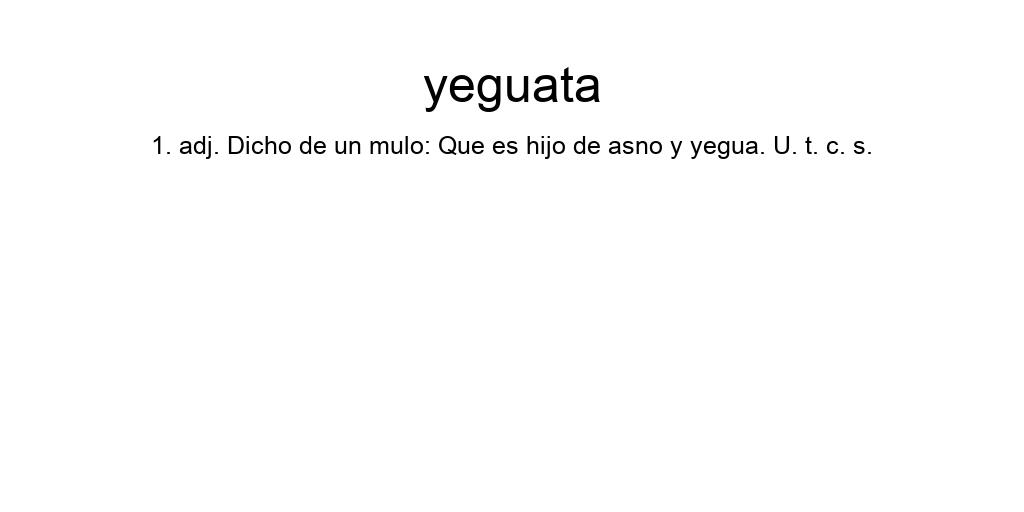 yeguata
1. adj. Dicho de un mulo: Que es hijo de asno y yegua. U. t. c. s.